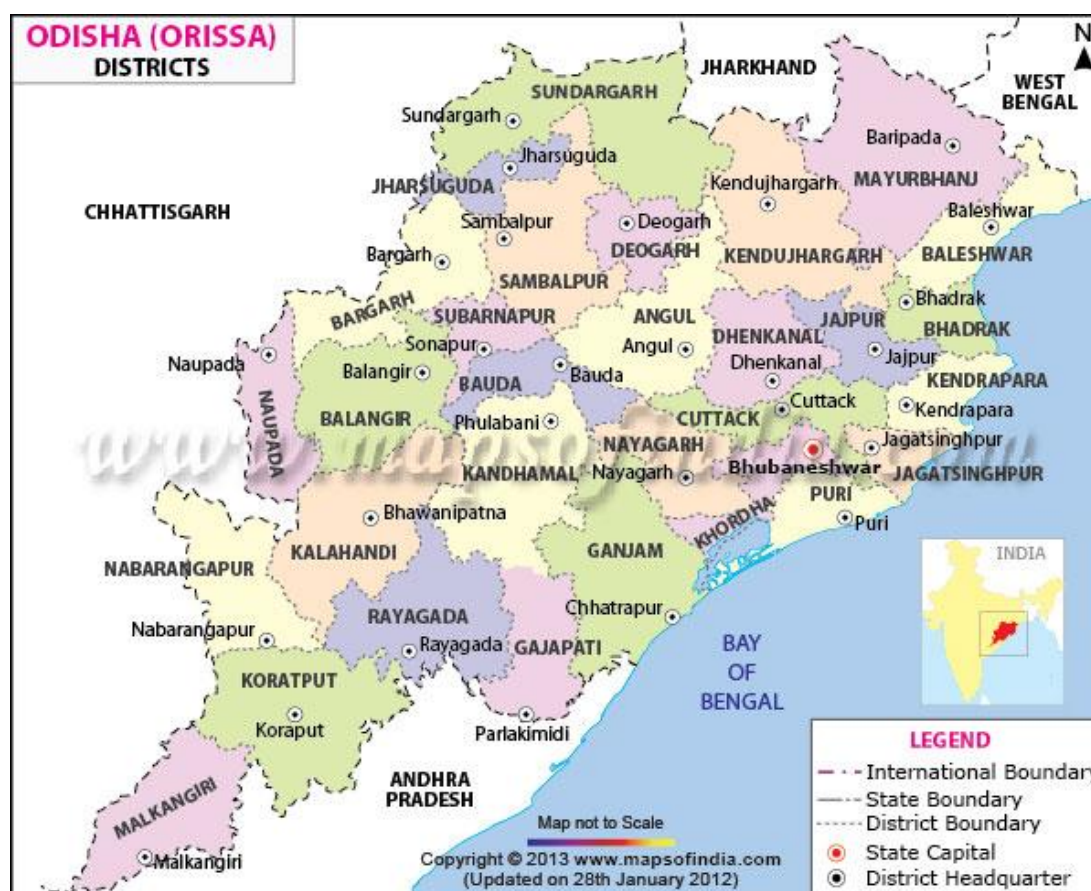 ODISHA (ORISSA)
DISTRICTS
N
JHARKHAND
WEST
BENGAL
SUNDARGARH
Sundargarh
Baripada
Jharsuguda
JHARSUGUDA
Kendujhargarh
MAYURBHANJ
CHHATTISGARH
Sambalpur
Deogarh
Baleshwar
Bargarh
DEOGARH
KENDUJHARGARH
BALESHWAR
SAMBALPUR
BARGARH
Bhadrak
SUBARNAPUR
ANGUL
JAJPUR
BHADRAK
DHENKANAL
Naupada
Sonapur
Angul
Jajpur
Balangir
BAUDA
Bauda
Dhenkanal
KENDRAPARA
NAUPADA
BALANGIR
Phulabani
CUTTACK
Cuttack
Kendrapara
www.mapsofindia.com
NAYAGARH
Jagatsinghpur
KANDHAMAL
Nayagarh
Bhubaneshwar
JAGATSINGHPUR
PURI
Bhawanipatna
KHORDHA
Puri
KALAHANDI
GANJAM
INDIA
NABARANGAPUR
RAYAGADA
Chhatrapur
Nabarangapur
Rayagada
GAJAPATI
BAY
OF
BENGAL
KORATPUT
Koraput
Parlakimidi
LEGEND
International Boundary
State Boundary
District Boundary
State Capital
District Headquarter
ANDHRA
PRADESH
MALKANGIRI
Malkangiri
Map not to Scale
Copyright © 2013 www.mapsofindia.com
(Updated on 28th January 2012)